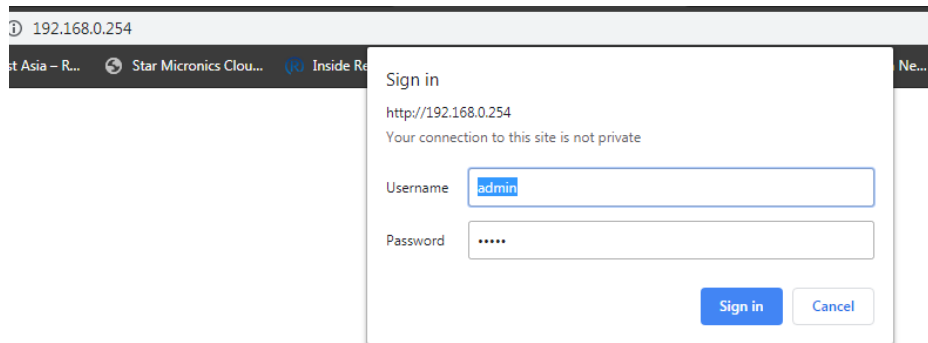 192.168.0.254
st Asia – R... Star Micronics Clou... Inside Re Ne...
Sign in
http://192.168.0.254
Your connection to this site is not private
Username admin
Password •••••
Sign in Cancel